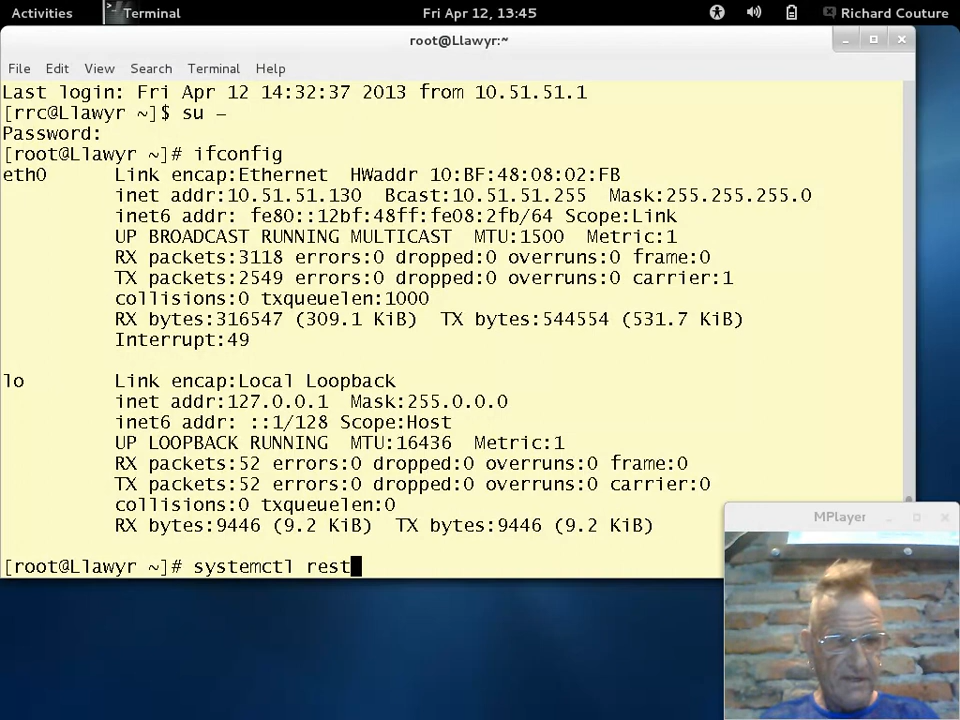 Activities Terminal Fri Apr 12, 13:45 Richard Couture
root@Llawyr:~
File Edit View Search Terminal Help
Last login: Fri Apr 12 14:32:37 2013 from 10.51.51.1
[rrc@Llawyr ~]$ su -
Password:
[root@Llawyr ~]# ifconfig
eth0 Link encap:Ethernet HWaddr 10:BF:48:08:02:FB
inet addr:10.51.51.130 Bcast:10.51.51.255 Mask:255.255.255.0
inet6 addr: fe80::12bf:48ff:fe08:2fb/64 Scope:Link
UP BROADCAST RUNNING MULTICAST MTU:1500 Metric:1
RX packets:3118 errors:0 dropped:0 overruns:0 frame:0
TX packets:2549 errors:0 dropped:0 overruns:0 carrier:1
collisions:0 txqueuelen:1000
RX bytes:316547 (309.1 KiB) TX bytes:544554 (531.7 KiB)
Interrupt:49
lo Link encap:Local Loopback
inet addr:127.0.0.1 Mask:255.0.0.0
inet6 addr: ::1/128 Scope:Host
UP LOOPBACK RUNNING MTU:16436 Metric:1
RX packets:52 errors:0 dropped:0 overruns:0 frame:0
TX packets:52 errors:0 dropped:0 overruns:0 carrier:0
collisions:0 txqueuelen:0
RX bytes:9446 (9.2 KiB) TX bytes:9446 (9.2 KiB)
MPlayer
[root@Llawyr ~]# systemctl rest